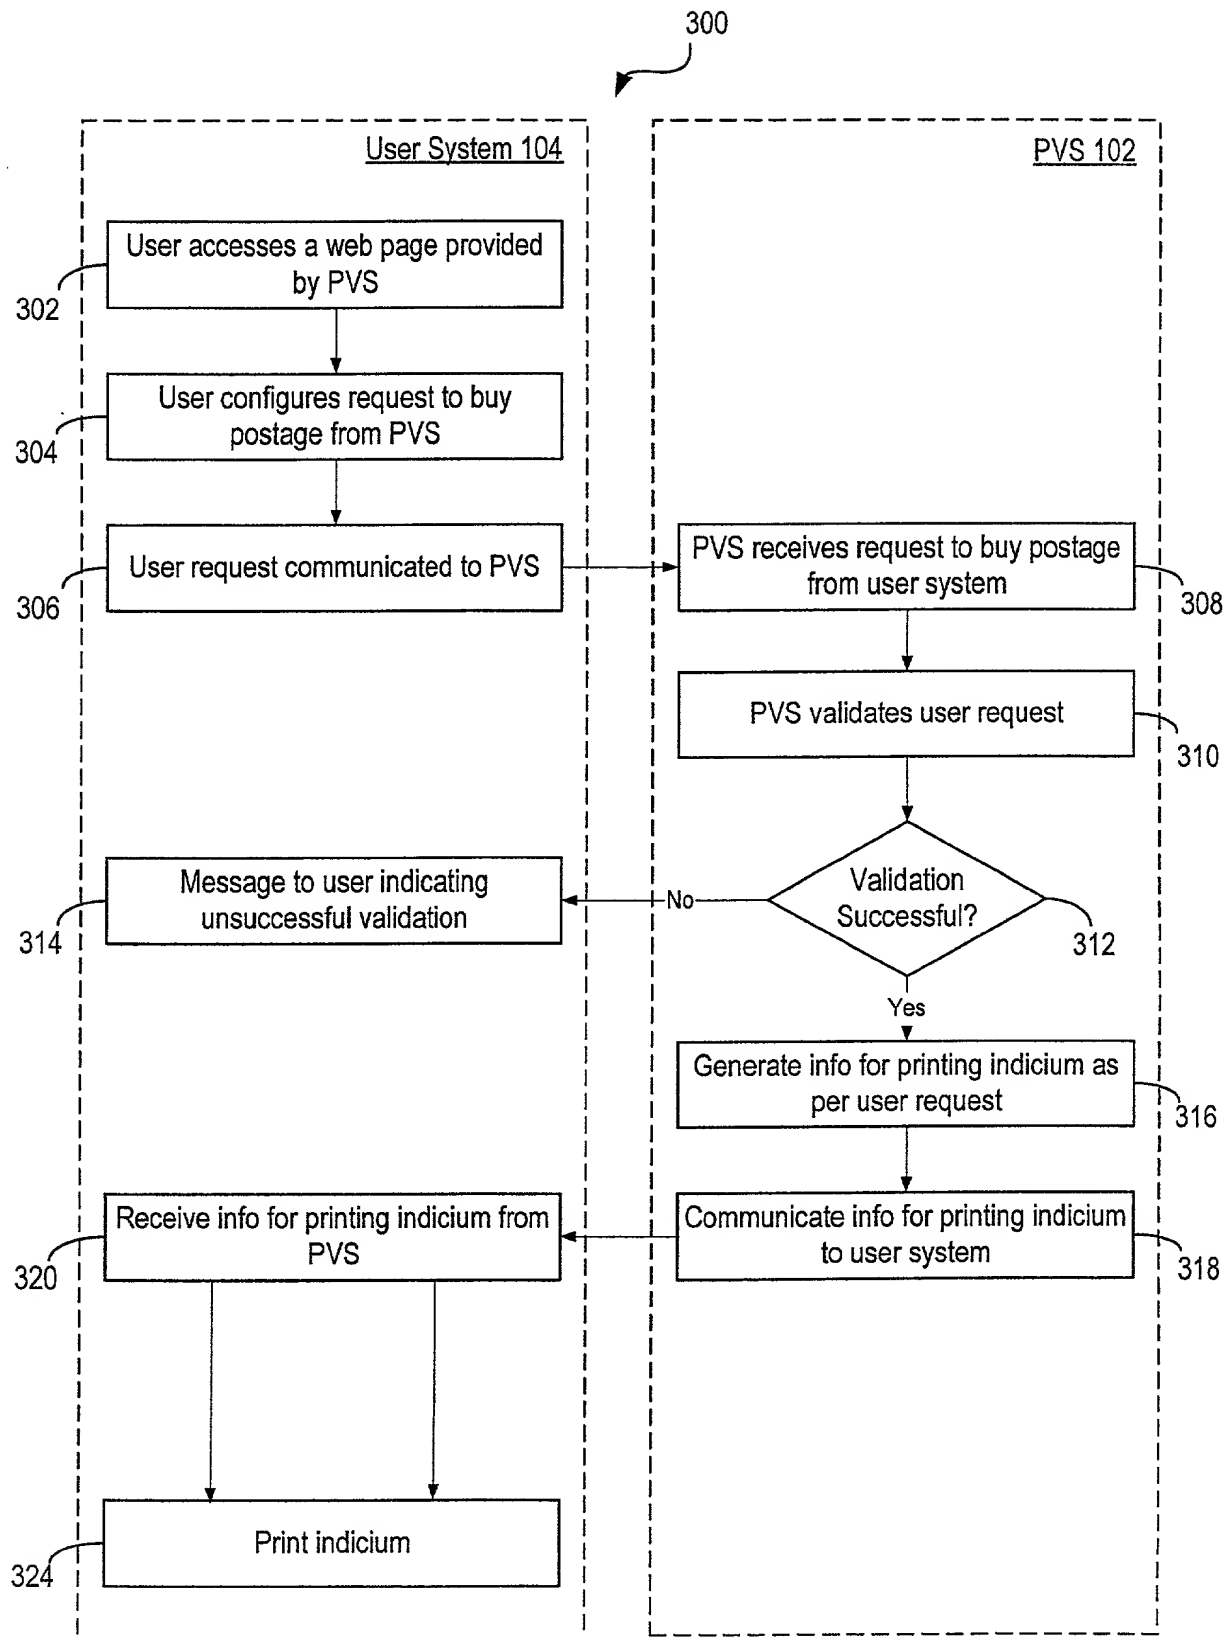 300
User System 104
PVS 102
User accesses a web page provided
by PVS
302
User configures request to buy
postage from PVS
304
User request communicated to PVS
306
PVS receives request to buy postage
from user system
308
PVS validates user request
310
Validation
Successful?
312
No
Message to user indicating
unsuccessful validation
314
Yes
Generate info for printing indicium as
per user request
316
Communicate info for printing indicium
to user system
318
Receive info for printing indicium from
PVS
320
Print indicium
324